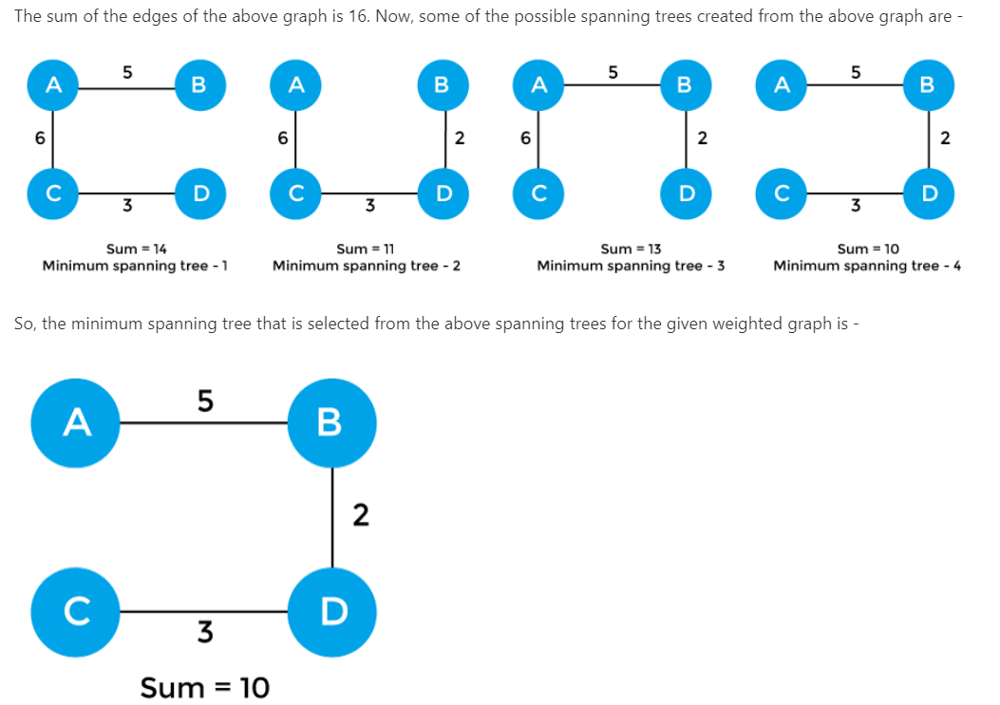 The sum of the edges of the above graph is 16. Now, some of the possible spanning trees created from the above graph are -
5 5 5
A B A B A B A B
6 6 2 6 2 2
C D C D C D C D
3 3 3
Sum = 14 Sum = 11 Sum = 13 Sum = 10
Minimum spanning tree - 1 Minimum spanning tree - 2 Minimum spanning tree - 3 Minimum spanning tree - 4
So, the minimum spanning tree that is selected from the above spanning trees for the given weighted graph is -
5
A B
2
C D
3
Sum = 10